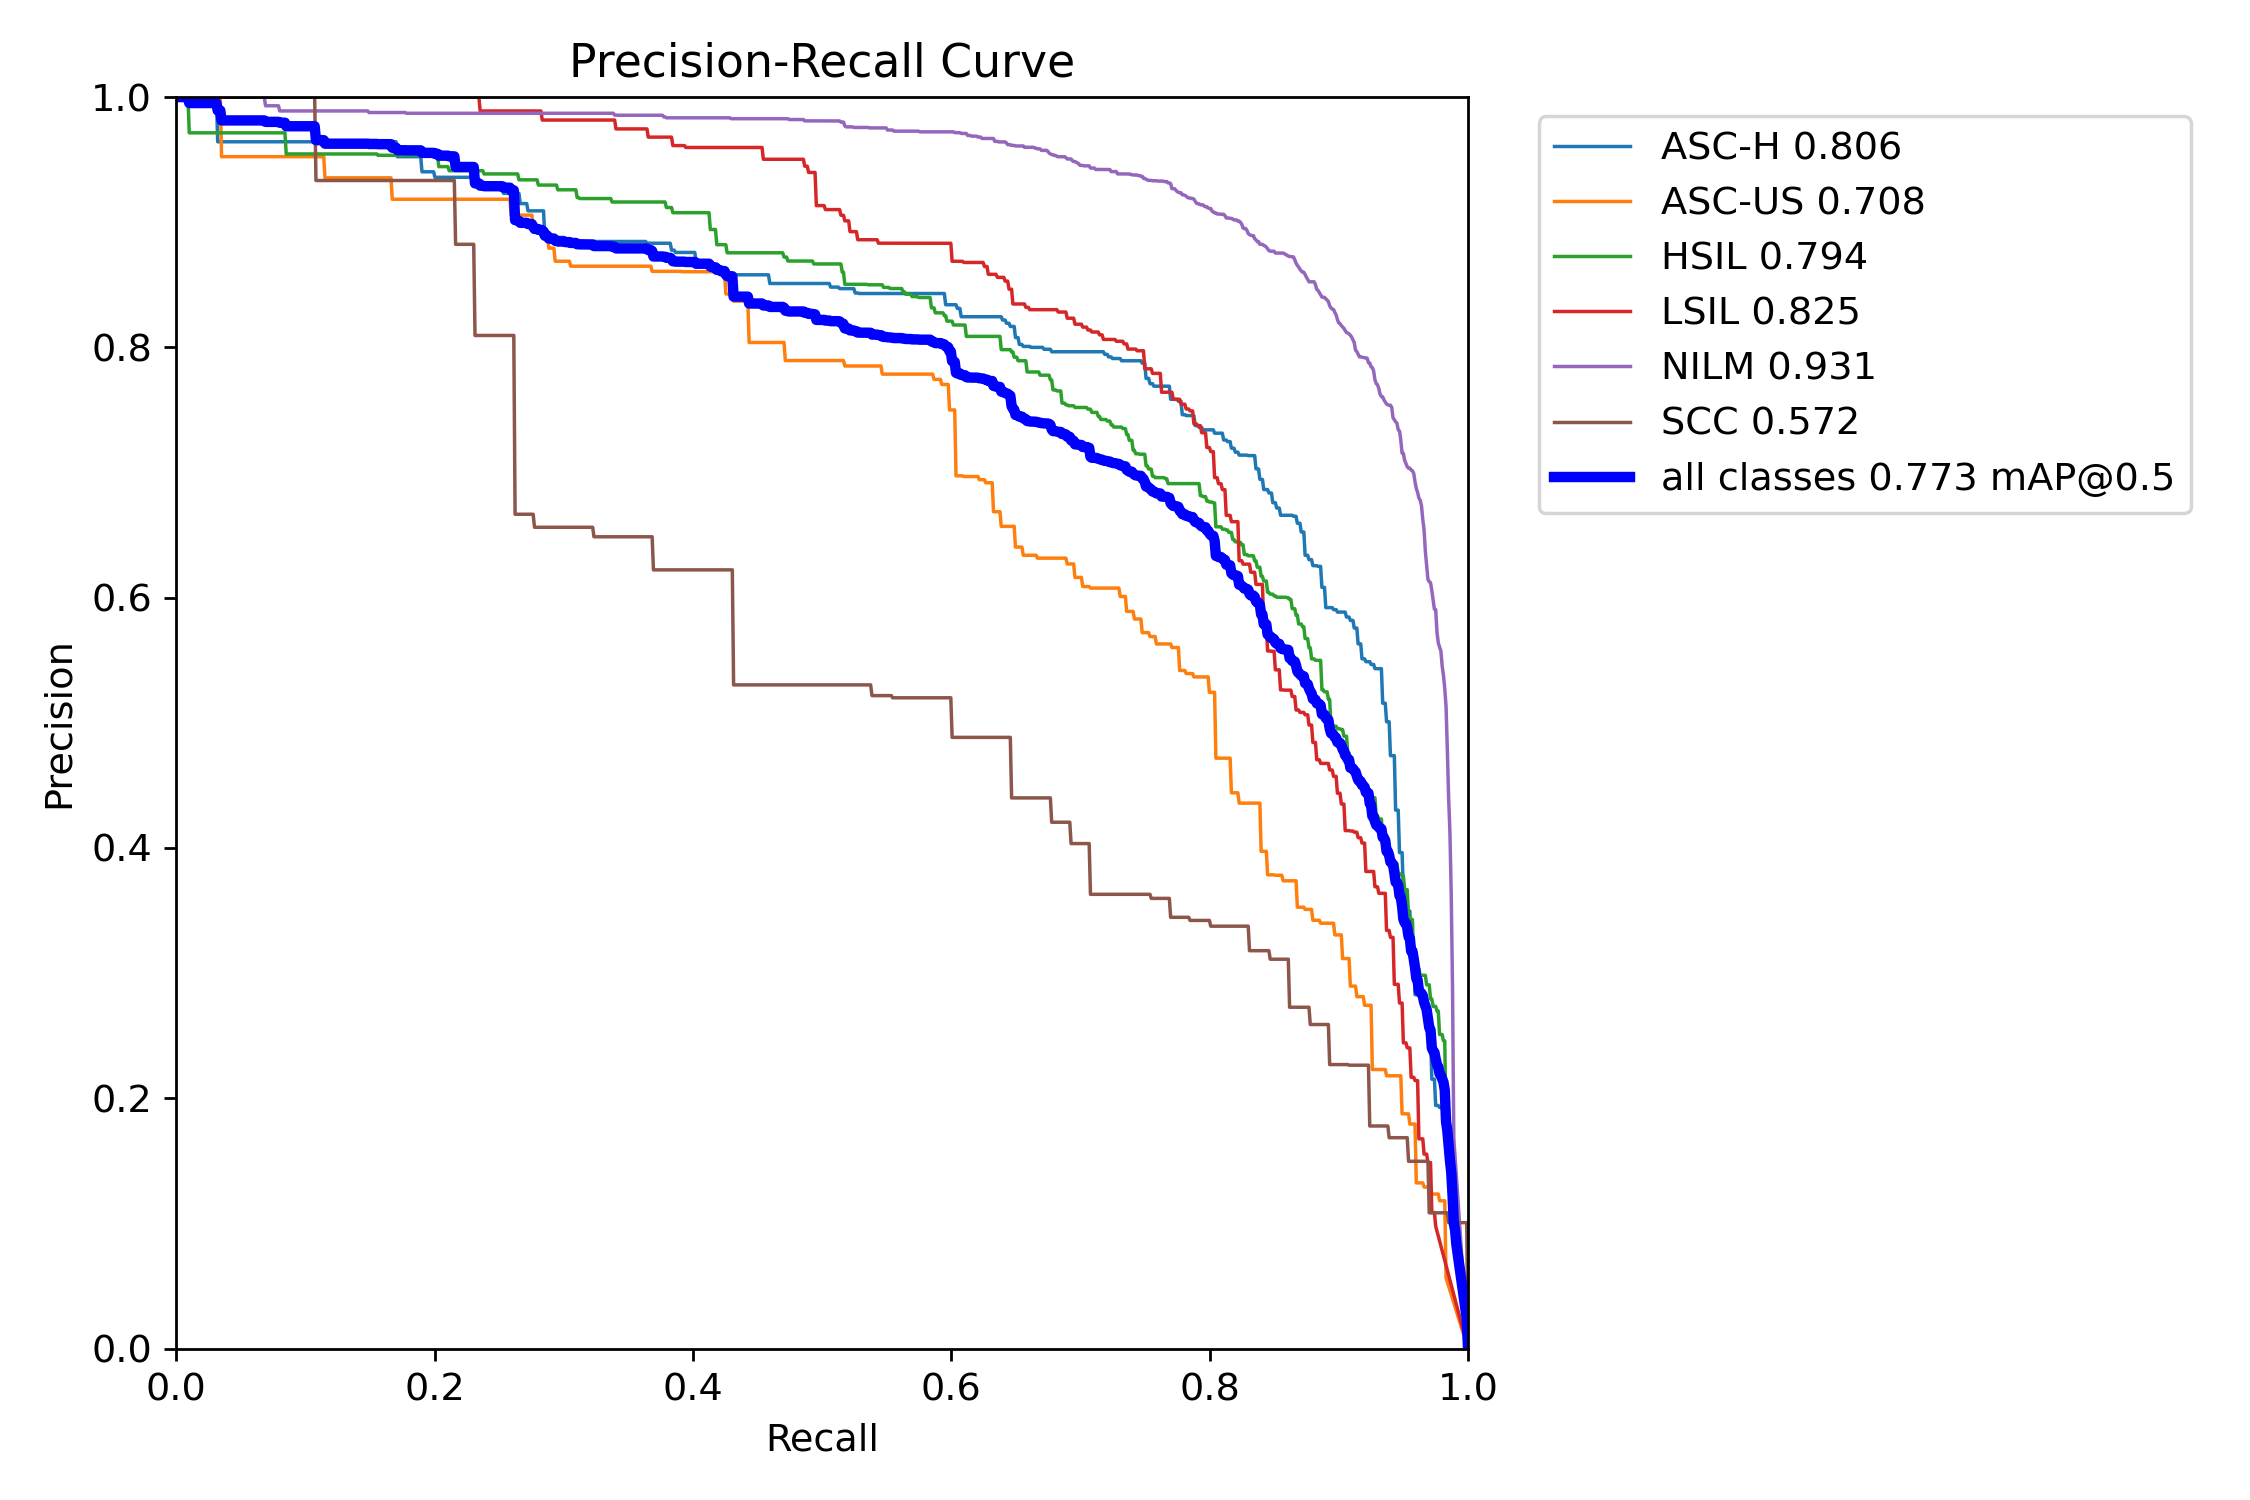 Precision-Recall Curve
1.0
0.8
0.6
0.4
0.2
0.0
Precision
0.0 0.2 0.4 0.6 0.8 1.0
Recall
ASC-H 0.806
ASC-US 0.708
HSIL 0.794
LSIL 0.825
NILM 0.931
SCC 0.572
all classes 0.773 mAP@0.5